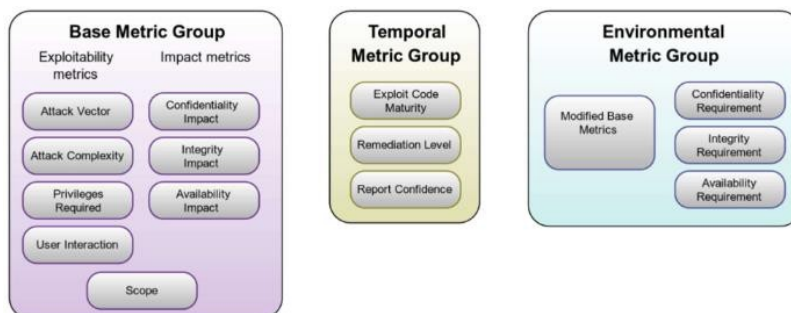 Base Metric Group
Exploitability
metrics
Impact metrics
Attack Vector
Attack Complexity
Privileges
Required
User Interaction
Confidentiality
Impact
Integrity
Impact
Availability
Impact
Scope
Temporal
Metric Group
Exploit Code
Maturity
Remediation Level
Report Confidence
Environmental
Metric Group
Modified Base
Metrics
Confidentiality
Requirement
Integrity
Requirement
Availability
Requirement